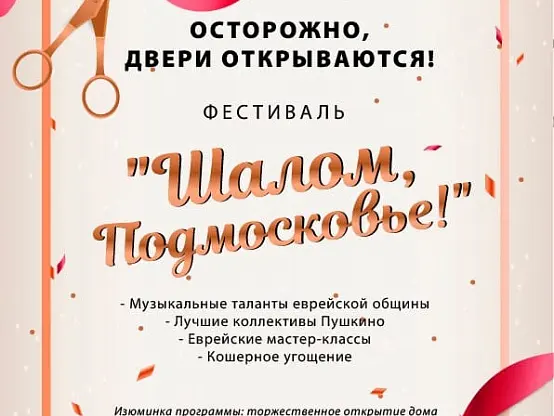 ОСТОРОЖНО,
ДВЕРИ ОТКРЫВАЮТСЯ!
ФЕСТИВАЛЬ
"Шалом,
Подмосковье!"
- Музыкальные таланты еврейской общины
- Лучшие коллективы Пушкино
- Еврейские мастер-классы
- Кошерное угощение
Изюминка программы: торжественное открытие дома